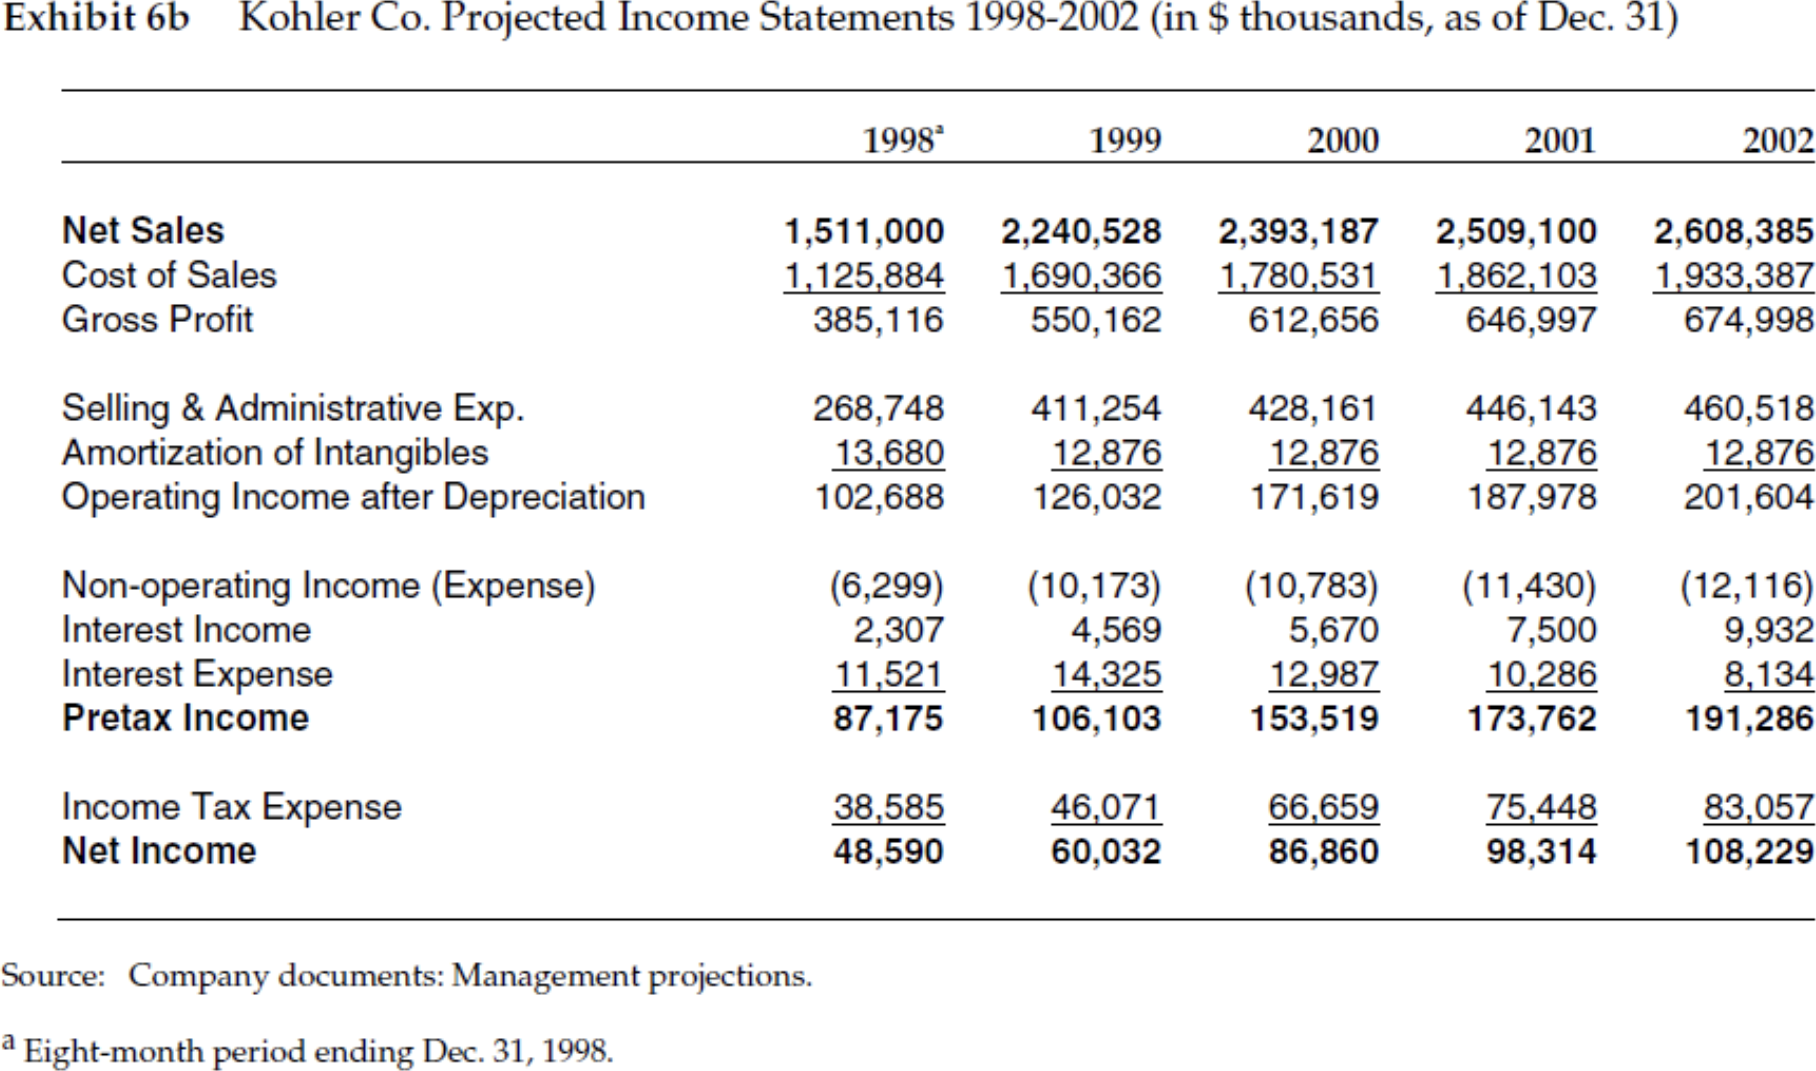 Exhibit 6b Kohler Co. Projected Income Statements 1998-2002 (in $ thousands, as of Dec. 31)
1998a 1999 2000 2001 2002
Net Sales 1,511,000 2,240,528 2,393,187 2,509,100 2,608,385
Cost of Sales 1,125,884 1,690,366 1,780,531 1,862,103 1,933,387
Gross Profit 385,116 550,162 612,656 646,997 674,998
Selling & Administrative Exp. 268,748 411,254 428,161 446,143 460,518
Amortization of Intangibles 13,680 12,876 12,876 12,876 12,876
Operating Income after Depreciation 102,688 126,032 171,619 187,978 201,604
Non-operating Income (Expense) (6,299) (10,173) (10,783) (11,430) (12,116)
Interest Income 2,307 4,569 5,670 7,500 9,932
Interest Expense 11,521 14,325 12,987 10,286 8,134
Pretax Income 87,175 106,103 153,519 173,762 191,286
Income Tax Expense 38,585 46,071 66,659 75,448 83,057
Net Income 48,590 60,032 86,860 98,314 108,229
Source: Company documents: Management projections.
a Eight-month period ending Dec. 31, 1998.